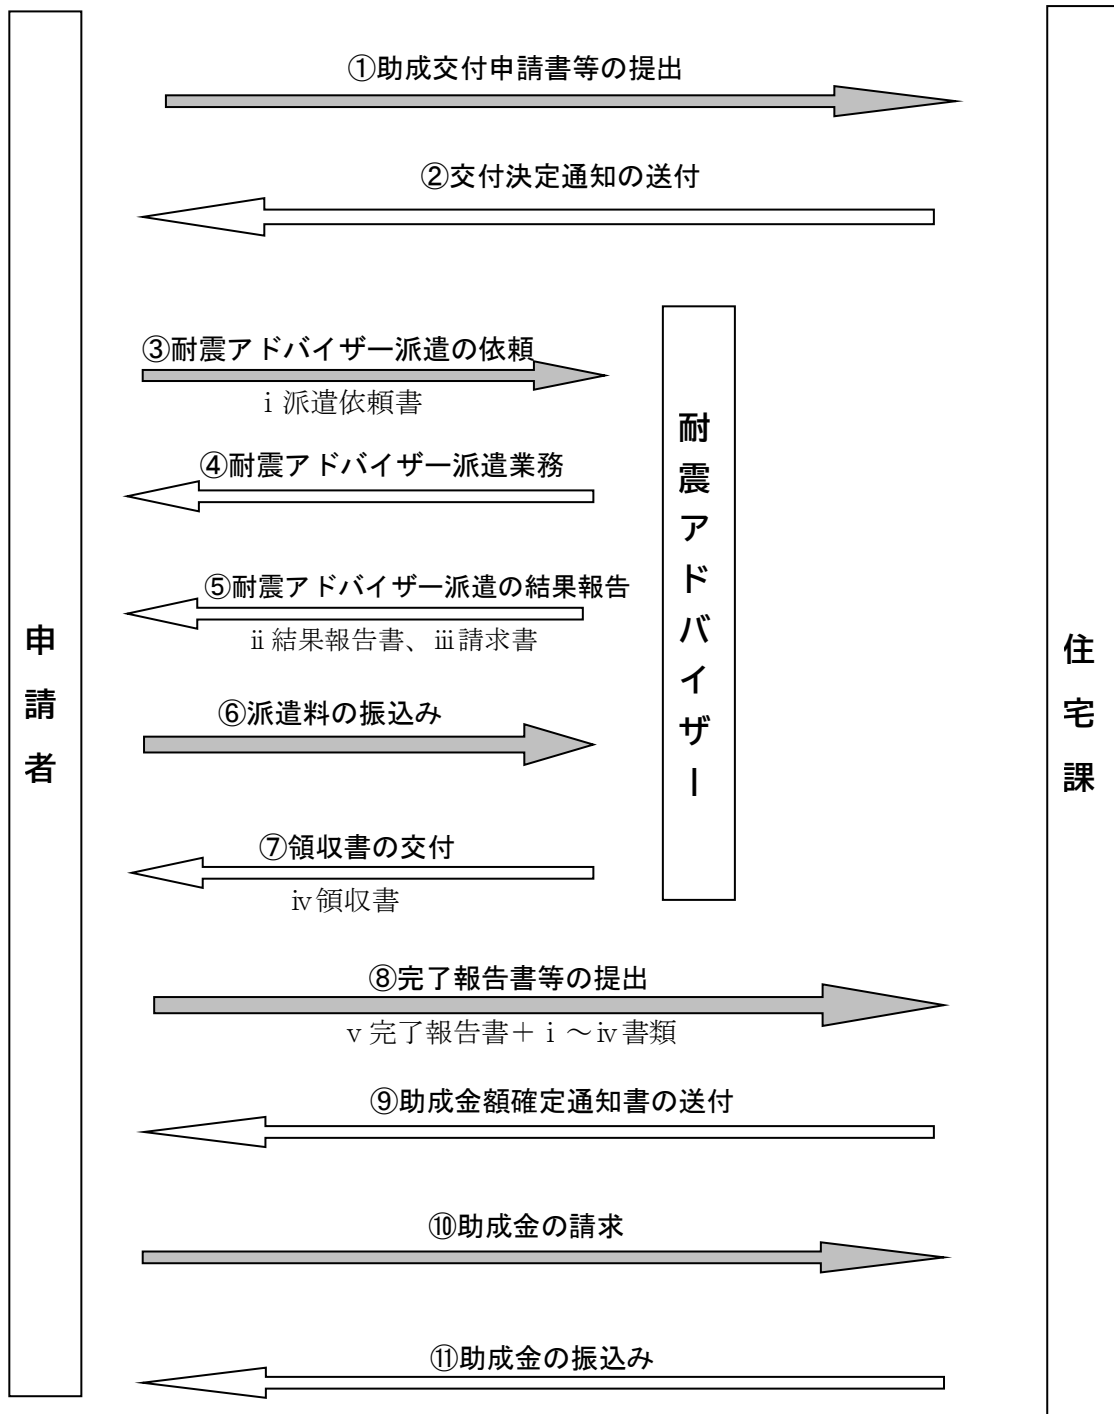 ①助成交付申請書等の提出
②交付決定通知の送付
③耐震アドバイザー派遣の依頼
ⅰ派遣依頼書
④耐震アドバイザー派遣業務
⑤耐震アドバイザー派遣の結果報告
ⅱ結果報告書、ⅲ請求書
⑥派遣料の振込み
⑦領収書の交付
ⅳ領収書
⑧完了報告書等の提出
ⅴ完了報告書＋ⅰ～ⅳ書類
⑨助成金額確定通知書の送付
⑩助成金の請求
⑪助成金の振込み
申請者
耐震アドバイザー
住宅課